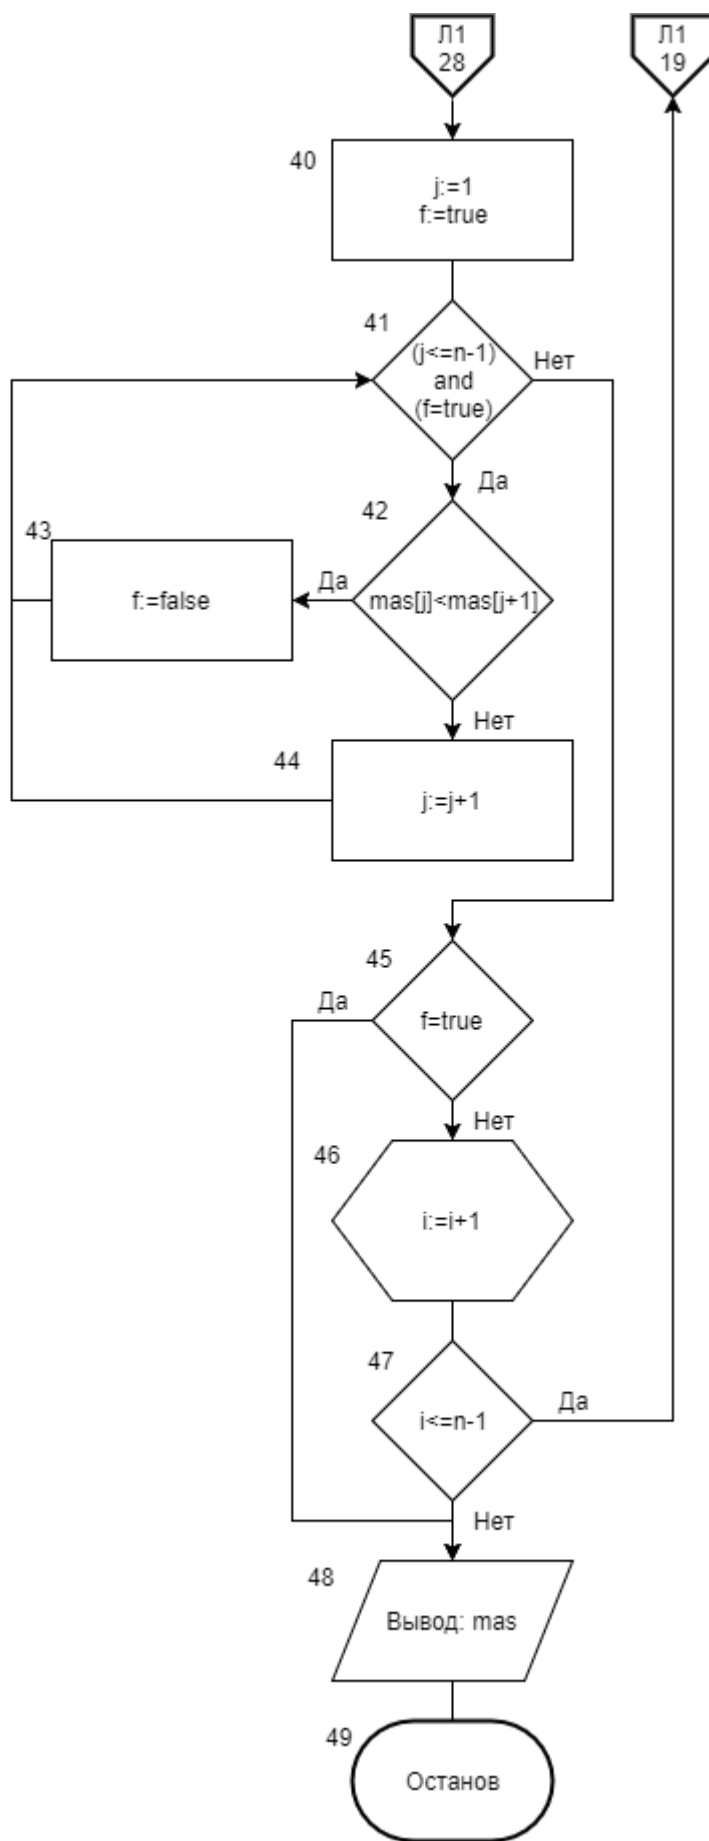 Л1
28
Л1
19
40
j:=1
f:=true
41
(j<=n-1)
and
(f=true)
Нет
Да
42
43
f:=false
Да
mas[j]<mas[j+1]
Нет
44
j:=j+1
45
Да
f=true
Нет
46
i:=i+1
47
i<=n-1
Да
Нет
48
Вывод: mas
49
Останов